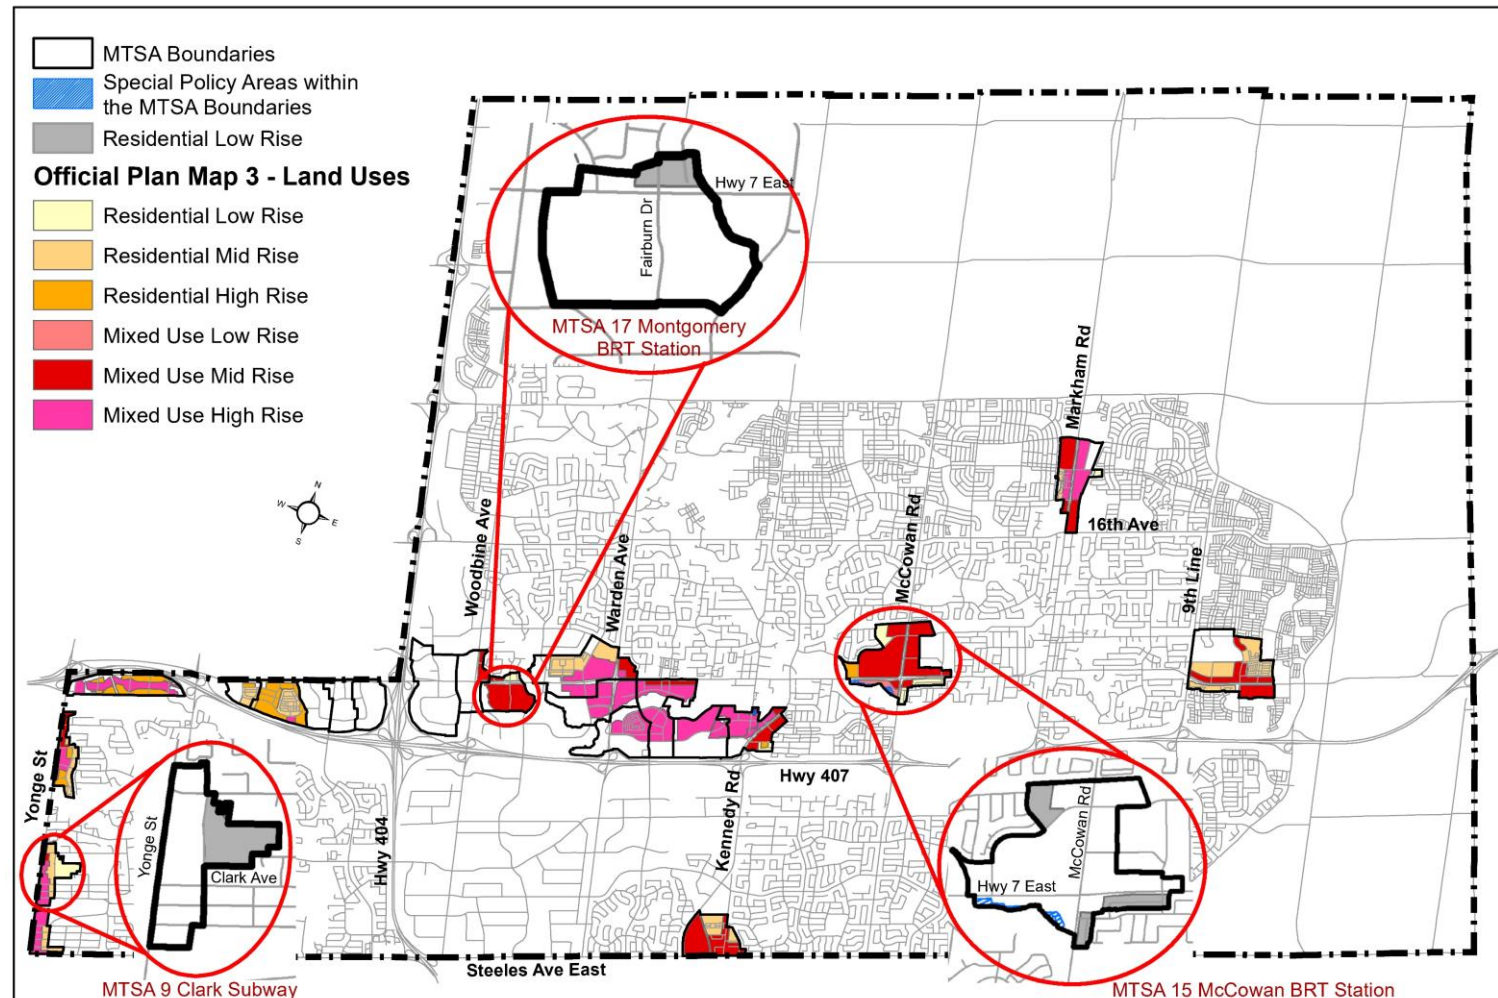 MTSA Boundaries
Special Policy Areas within
the MTSA Boundaries
Residential Low Rise
Official Plan Map 3 - Land Uses
Residential Low Rise
Residential Mid Rise
Residential High Rise
Mixed Use Low Rise
Mixed Use Mid Rise
Mixed Use High Rise
N
W
E
S
Hwy 7 East
Fairburn Dr
MTSA 17 Montgomery
BRT Station
Markham Rd
16th Ave
Woodbine Ave
Warden Ave
McCowan Rd
9th Line
Yonge St
Hwy 404
Hwy 407
Kennedy Rd
Steeles Ave East
Yonge St
Clark Ave
MTSA 9 Clark Subway
McCowan Rd
Hwy 7 East
MTSA 15 McCowan BRT Station